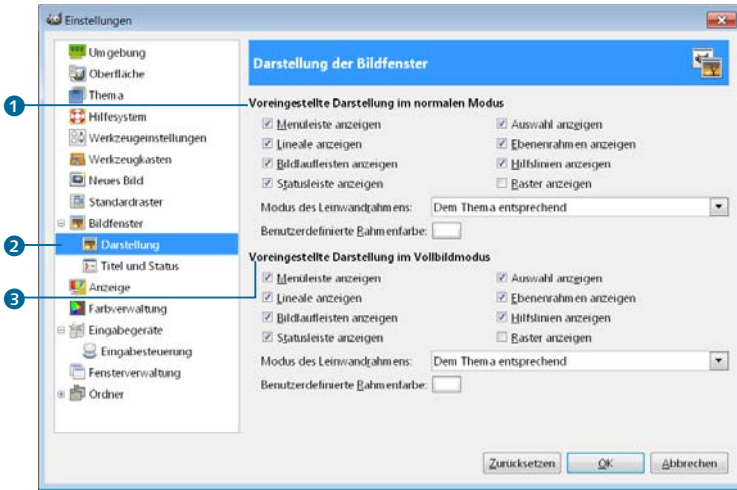 Einstellungen
Umgebung
Oberfläche
Thema
Hilfesystem
Werkzeugeinstellungen
Werkzeugkasten
Neues Bild
Standardraster
Bildfenster
Darstellung
Titel und Status
Anzeige
Farbverwaltung
Eingabegeräte
Eingabesteuerung
Fensterverwaltung
Ordner
1
2
3
Darstellung der Bildfenster
Voreingestellte Darstellung im normalen Modus
Menüleiste anzeigen Auswahl anzeigen
Lineale anzeigen Ebenenrahmen anzeigen
Bildlaufleisten anzeigen Hilfslinien anzeigen
Statusleiste anzeigen Raster anzeigen
Modus des Leinwandrahmens: Dem Thema entsprechend
Benutzerdefinierte Rahmenfarbe:
Voreingestellte Darstellung im Vollbildmodus
Menüleiste anzeigen Auswahl anzeigen
Lineale anzeigen Ebenenrahmen anzeigen
Bildlaufleisten anzeigen Hilfslinien anzeigen
Statusleiste anzeigen Raster anzeigen
Modus des Leinwandrahmens: Dem Thema entsprechend
Benutzerdefinierte Rahmenfarbe:
Zurücksetzen OK Abbrechen